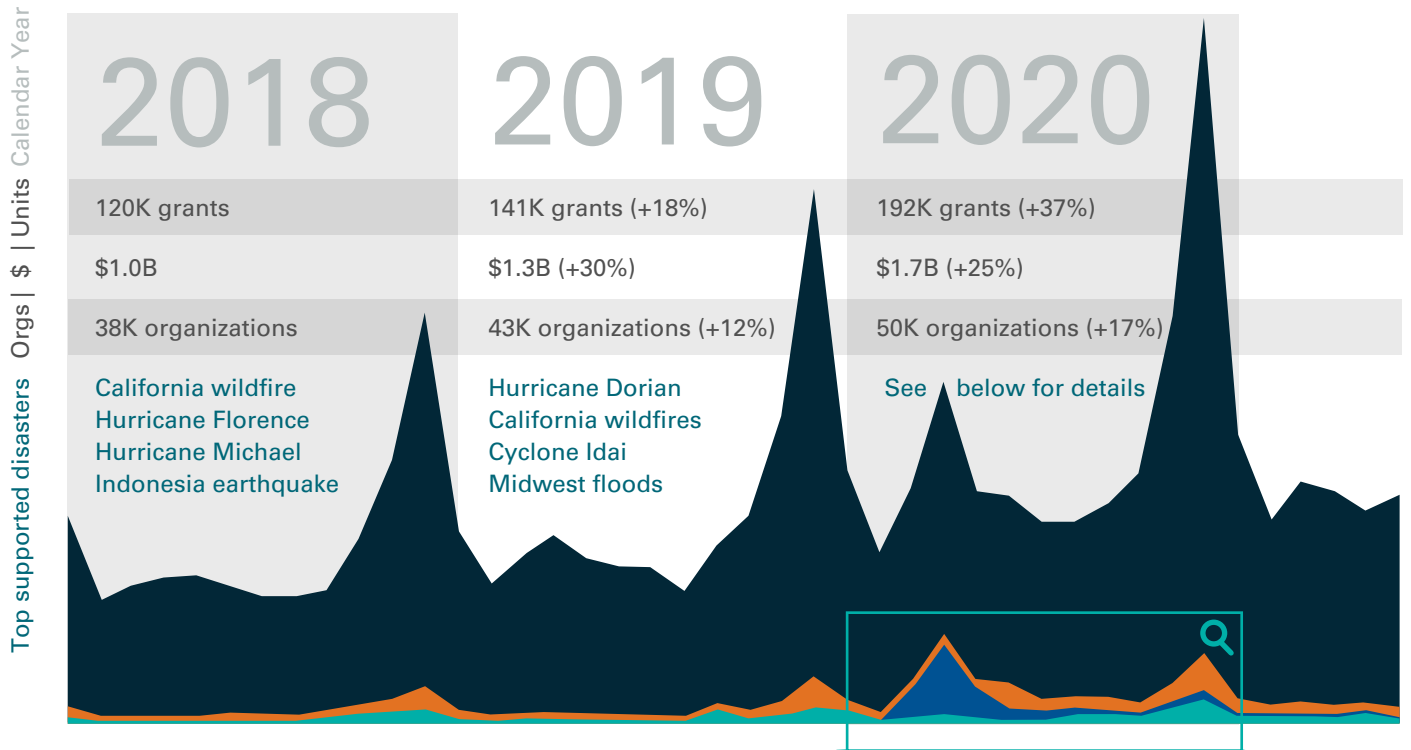 Calendar Year
Orgs | $ | Units
Top supported disasters
2018
120K grants
$1.0B
38K organizations
California wildfire
Hurricane Florence
Hurricane Michael
Indonesia earthquake
2019
141K grants (+18%)
$1.3B (+30%)
43K organizations (+12%)
Hurricane Dorian
California wildfires
Cyclone Idai
Midwest floods
2020
192K grants (+37%)
$1.7B (+25%)
50K organizations (+17%)
See below for details